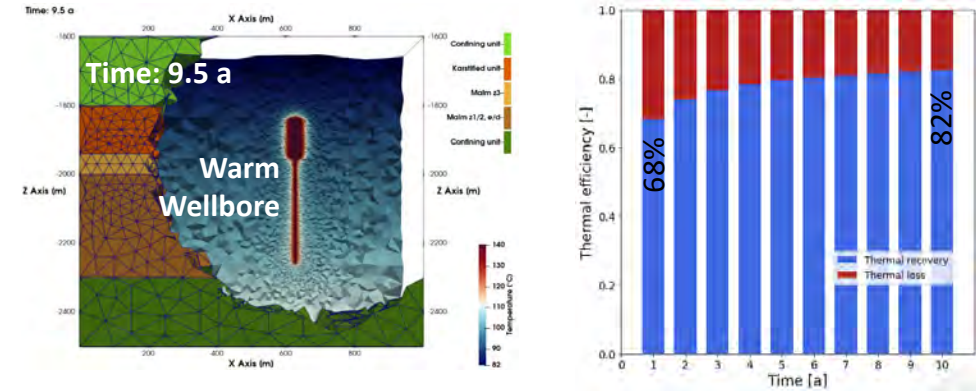 Time: 9.5 a
X Axis (m)
200 400 600 800
-1600 -1600
-1800 -1800
-2000 -2000
-2200 -2200
-2400 -2400
Z Axis (m)
Z Axis (m)
Time: 9.5 a
Warm
Wellbore
Confining unit
Karstified unit
Malm z3
Malm z1/2, e/d
Confining unit
140
130
120
110
100
90
82
Temperature (°C)
200 400 600 800
X Axis (m)
1.0
0.8
0.6
0.4
0.2
0.0
Thermal efficiency [-]
68%
82%
Thermal recovery
Thermal loss
0 1 2 3 4 5 6 7 8 9 10
Time [a]